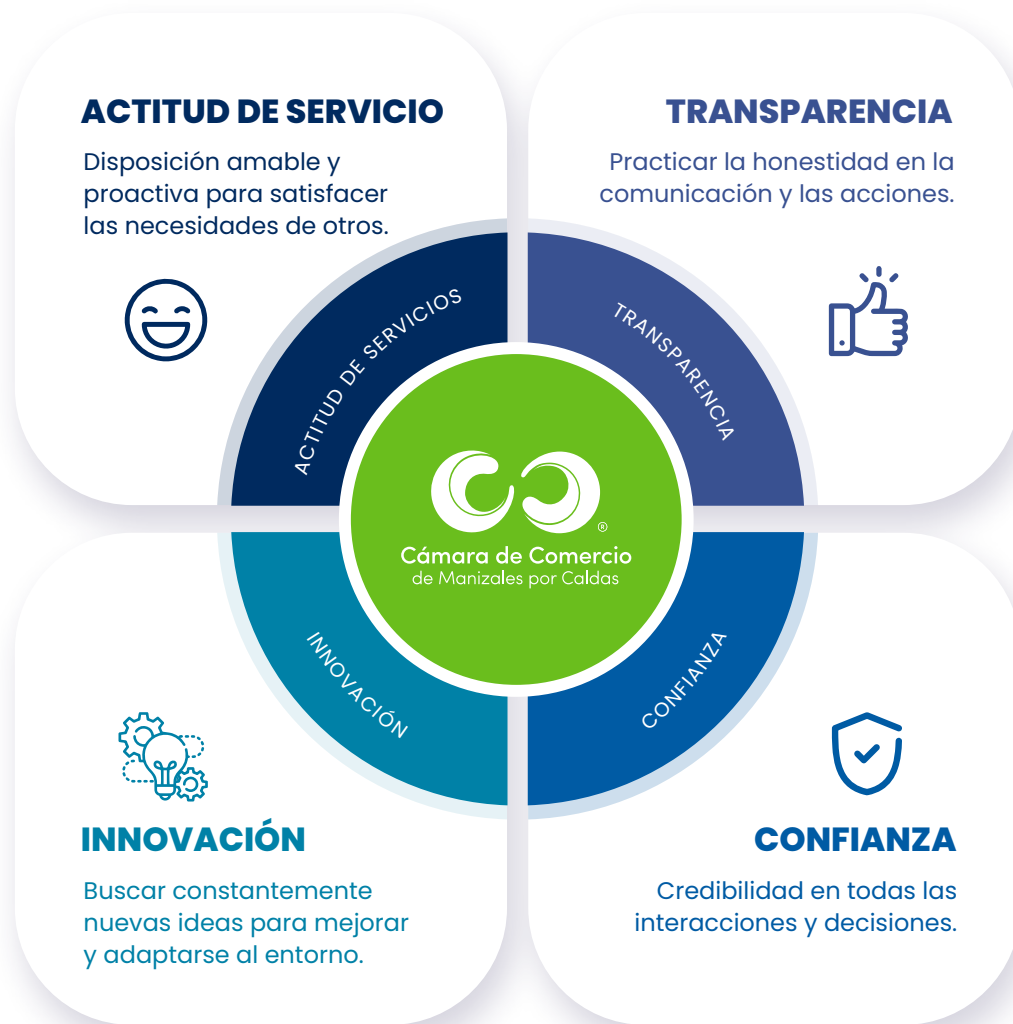 ACTITUD DE SERVICIO
Disposición amable y
proactiva para satisfacer
las necesidades de otros.
TRANSPARENCIA
Practicar la honestidad en la
comunicación y las acciones.
ACTITUD DE SERVICIOS
TRANSPARENCIA
®
Cámara de Comercio
de Manizales por Caldas
INNOVACIÓN
CONFIANZA
INNOVACIÓN
Buscar constantemente
nuevas ideas para mejorar
y adaptarse al entorno.
CONFIANZA
Credibilidad en todas las
interacciones y decisiones.